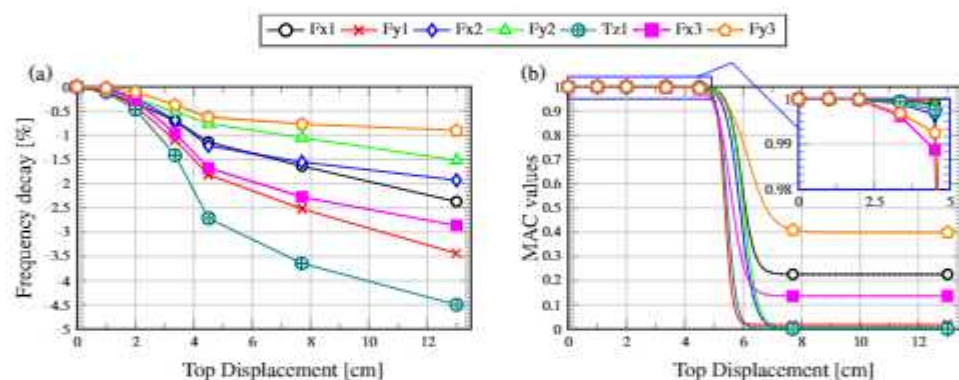 Fx1 Fy1 Fx2 Fy2 Tz1 Fx3 Fy3
(a)
(b)
Frequency decay [%]
0
0.5
1
1.5
2
2.5
3
3.5
4
4.5
5
0 2 4 6 8 10 12
Top Displacement [cm]
MAC values
1
0.9
0.8
0.7
0.6
0.5
0.4
0.3
0.2
0.1
0
0 2 4 6 8 10 12
Top Displacement [cm]
1
0.99
0.98
0 2.5 5